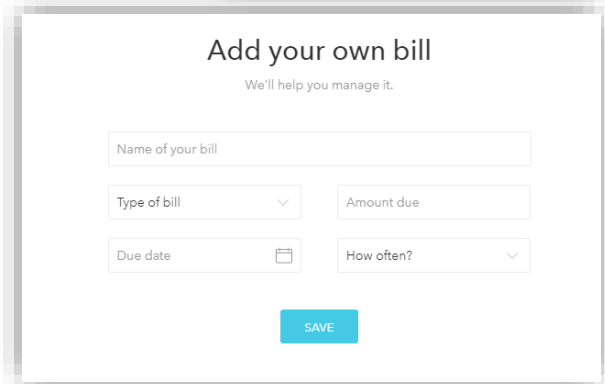 Add your own bill
We'll help you manage it.
Name of your bill
Type of bill
Amount due
Due date
How often?
SAVE